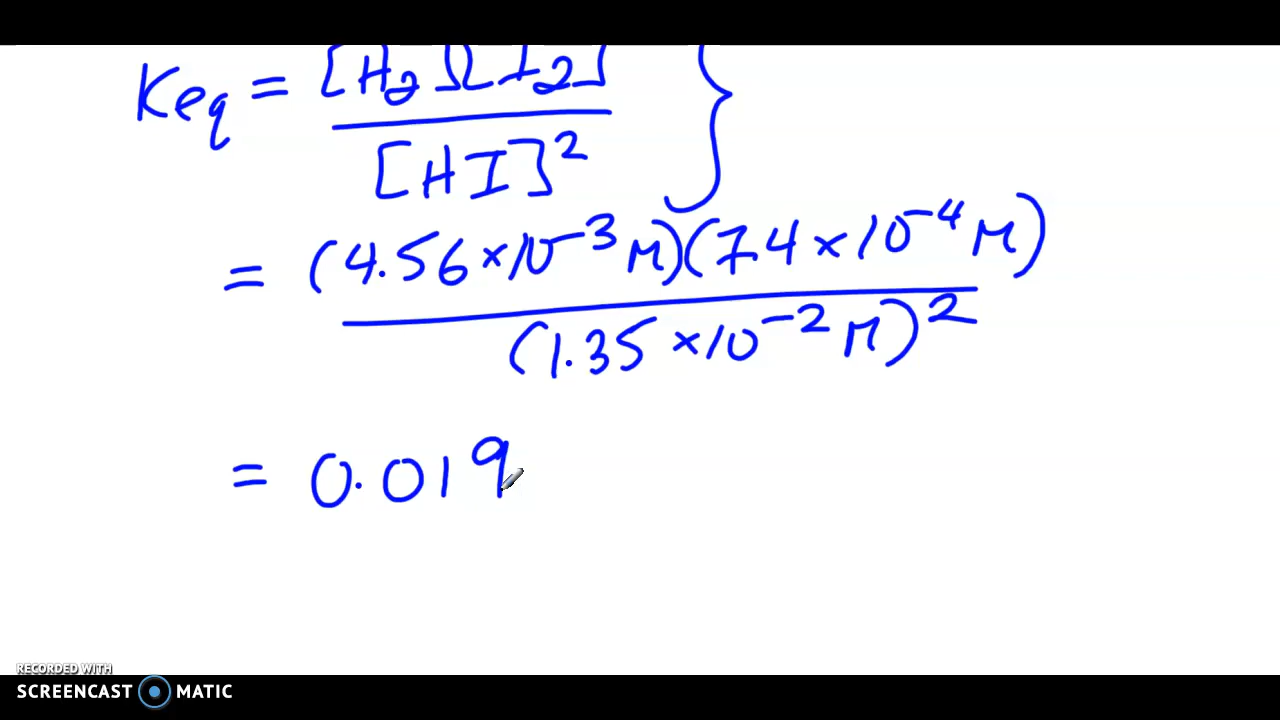 Keq = [H₂][I₂]
[HI]²
= (4.56 × 10⁻³ M)(7.4 × 10⁻⁴ M)
(1.35 × 10⁻² M)²
= 0.019
RECORDED WITH
SCREENCAST MATIC